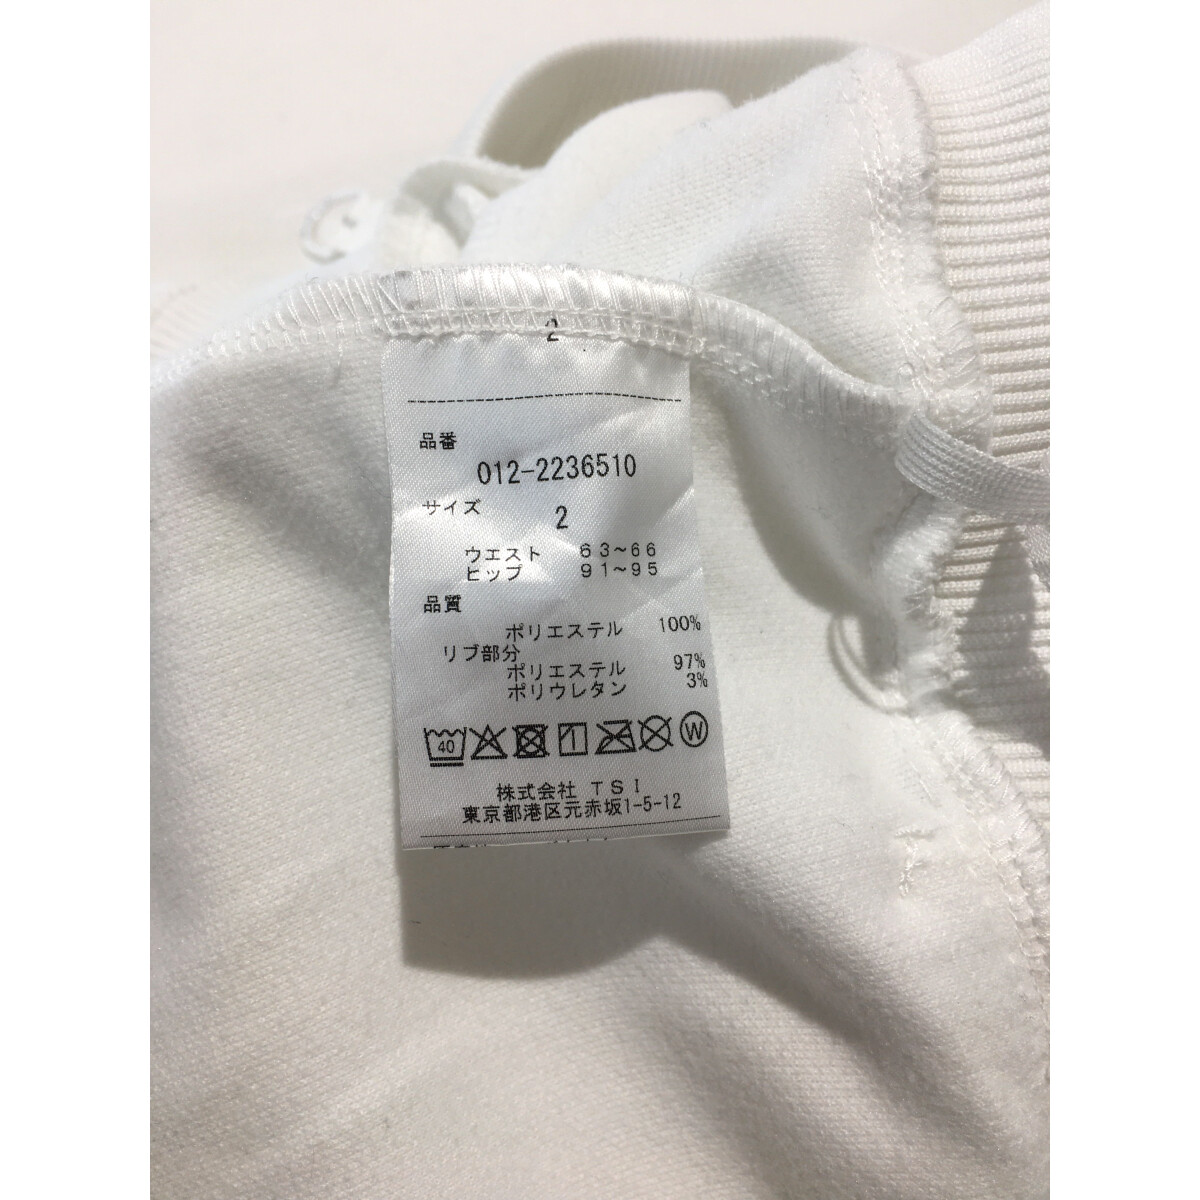 2
品番
012-2236510
サイズ
2
ウエスト 63~66
ヒップ 91~95
品質
ポリエステル 100%
リブ部分
ポリエステル 97%
ポリウレタン 3%
40 W
株式会社 TSI
東京都港区元赤坂1-5-12